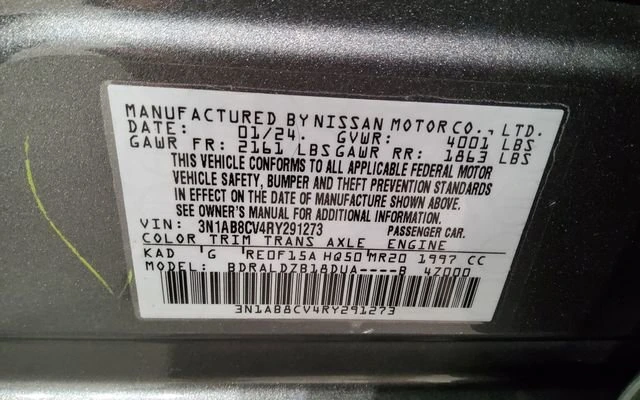 MANUFACTURED BY NISSAN MOTOR CO., LTD.
DATE: 01/24. GVWR: 4001 LBS
GAWR FR: 2161 LBS GAWR RR: 1863 LBS
THIS VEHICLE CONFORMS TO ALL APPLICABLE FEDERAL MOTOR
VEHICLE SAFETY, BUMPER AND THEFT PREVENTION STANDARDS
IN EFFECT ON THE DATE OF MANUFACTURE SHOWN ABOVE.
SEE OWNER'S MANUAL FOR ADDITIONAL INFORMATION.
VIN: 3N1AB8CV4RY291273 PASSENGER CAR.
COLOR TRIM TRANS AXLE ENGINE
KAD 'G RE0F15A HQ50 MR20 1997 CC
MODEL: BDRALDZB18DUA----B 47000
3N1AB8CV4RY291273